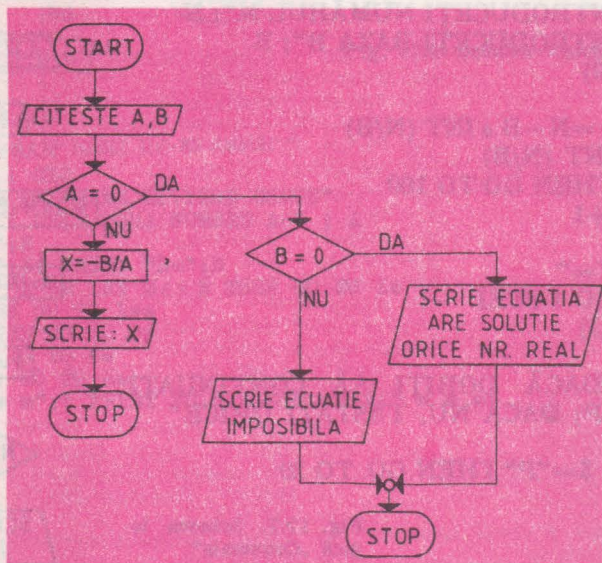 START
CITESTE A,B
A = 0
DA
NU
X=-B/A
SCRIE: X
STOP
B = 0
DA
NU
SCRIE ECUATIA
ARE SOLUTIE
ORICE NR. REAL
SCRIE ECUATIE
IMPOSIBILA
STOP